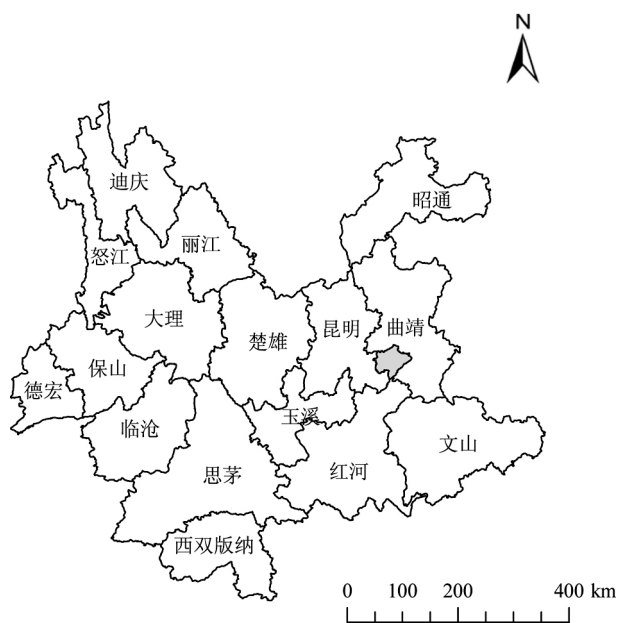 N
迪庆
昭通
丽江
怒江
大理
楚雄
昆明
曲靖
保山
德宏
临沧
玉溪
文山
思茅
红河
西双版纳
0 100 200 400 km